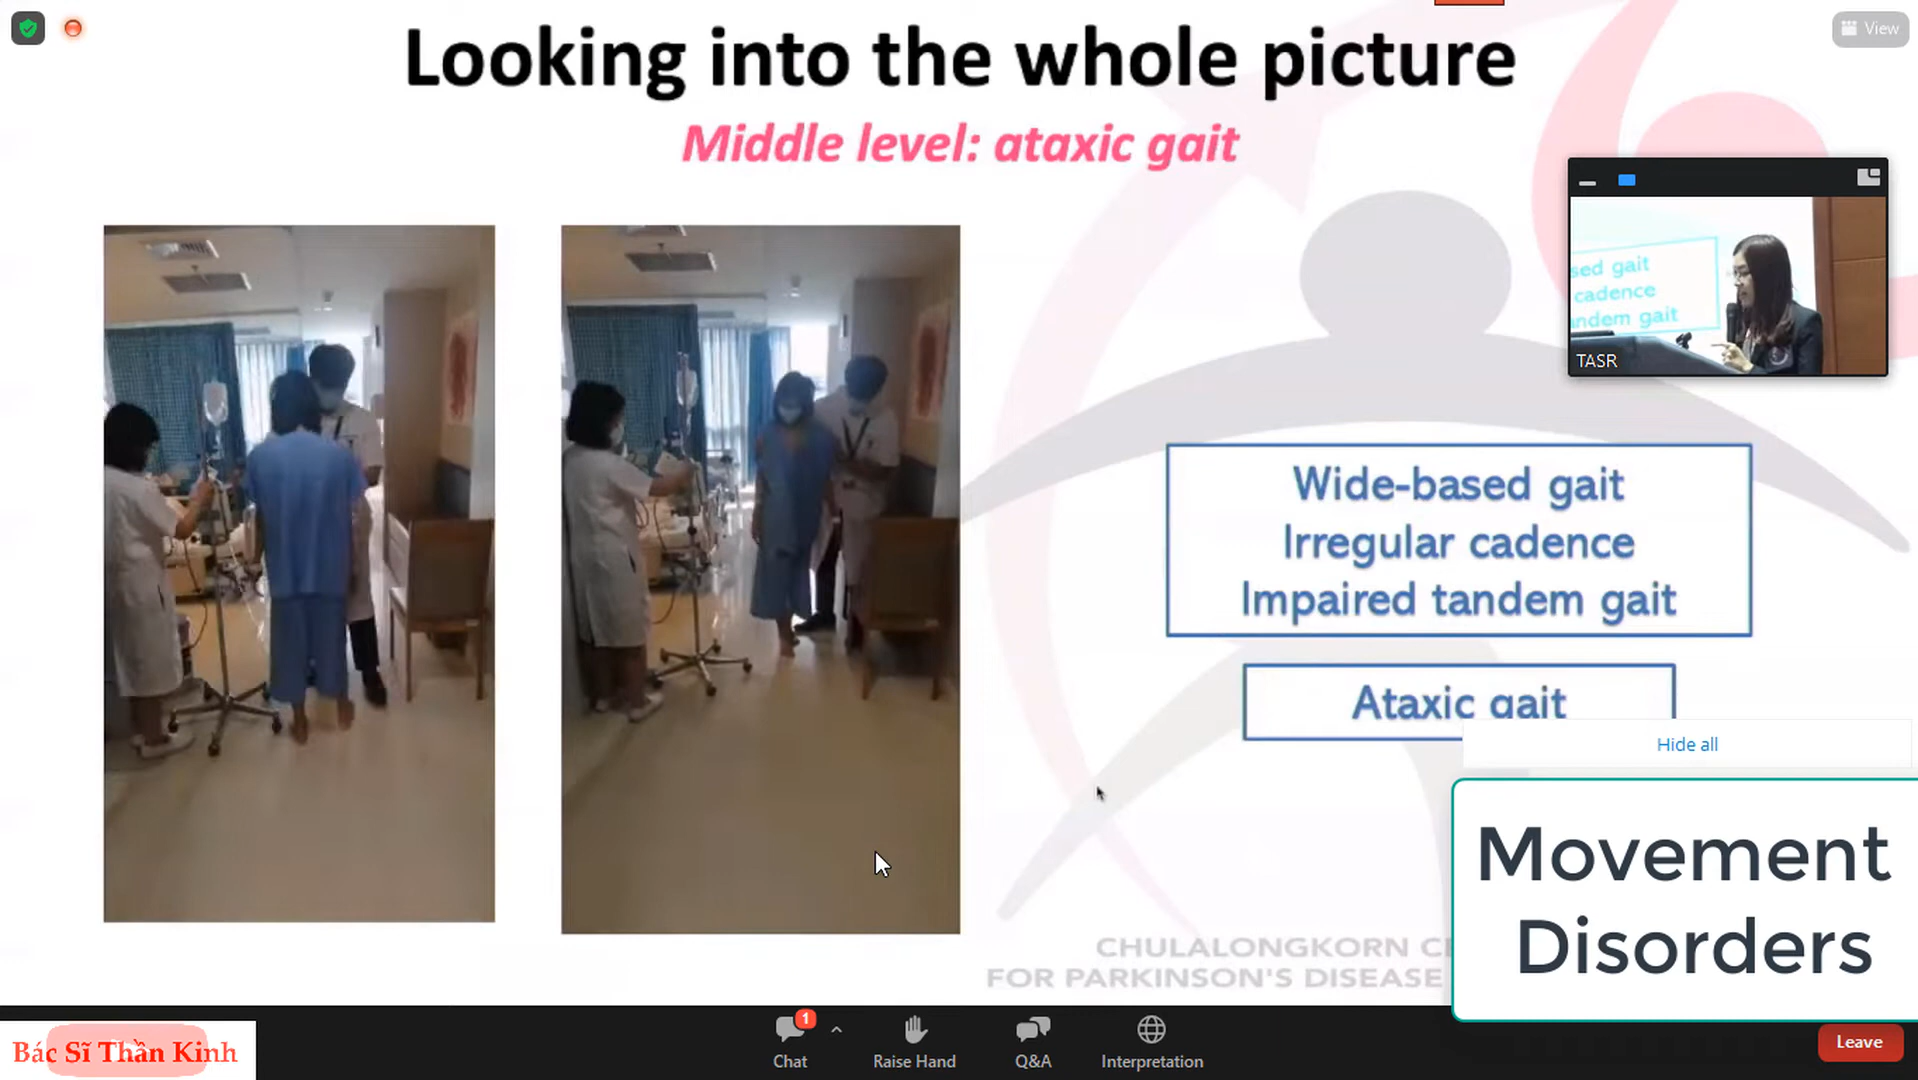 Looking into the whole picture
View
Middle level: ataxic gait
sed gait
cadence
andem gait
TASR
Wide-based gait
Irregular cadence
Impaired tandem gait
Ataxic gait
Hide all
Movement
Disorders
CHULALONGKORN
FOR PARKINSON'S DISEASE
Bác Sĩ Thần Kinh
1
Chat
Raise Hand
Q&A
Interpretation
Leave